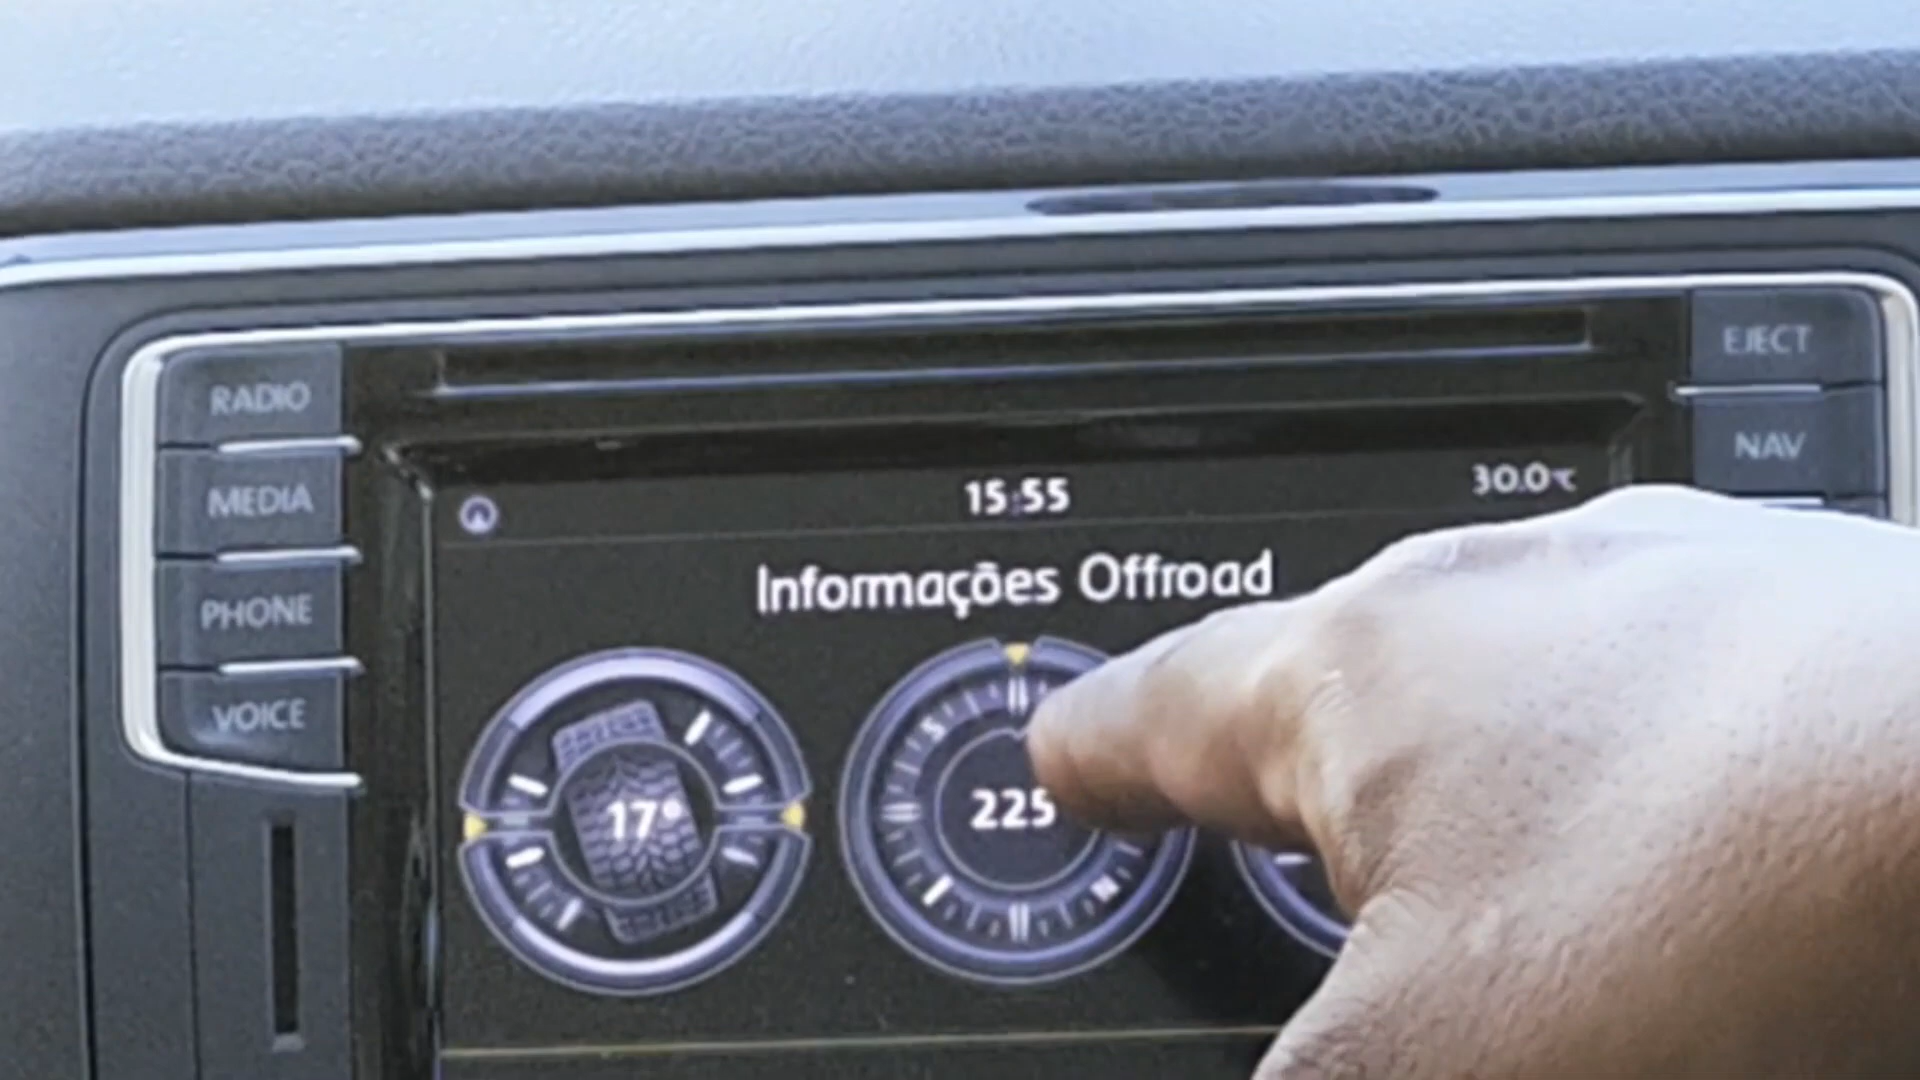 RADIO
MEDIA
PHONE
VOICE
EJECT
NAV
15:55
30.0℃
Informações Offroad
17°
S
225
N